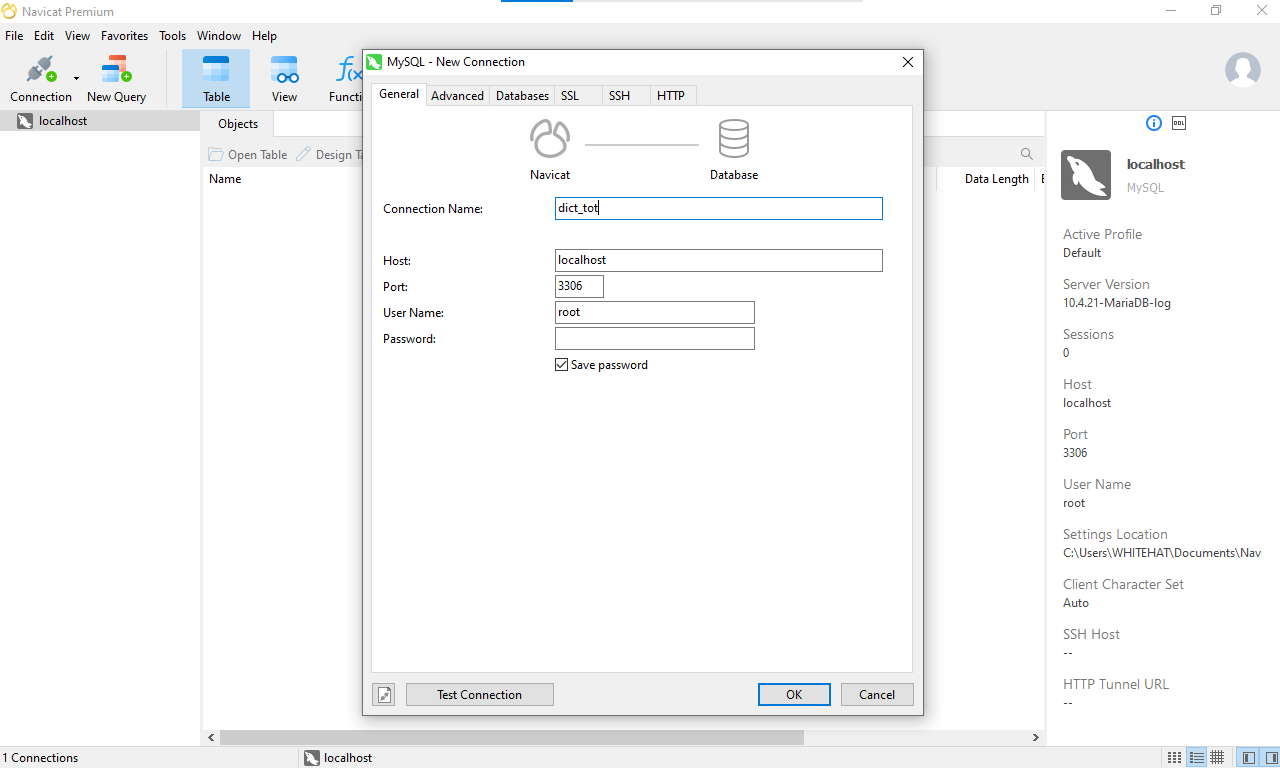 Navicat Premium
File Edit View Favorites Tools Window Help
Connection New Query Table View Functi
MySQL - New Connection
General Advanced Databases SSL SSH HTTP
Navicat Database
Connection Name: dict_tot
Host: localhost
Port: 3306
User Name: root
Password:
Save password
Test Connection OK Cancel
localhost
Objects
Open Table Design Ta
Name Data Length
DDL
localhost
MySQL
Active Profile
Default
Server Version
10.4.21-MariaDB-log
Sessions
0
Host
localhost
Port
3306
User Name
root
Settings Location
C:\Users\WHITEHAT\Documents\Nav
Client Character Set
Auto
SSH Host
--
HTTP Tunnel URL
--
1 Connections localhost